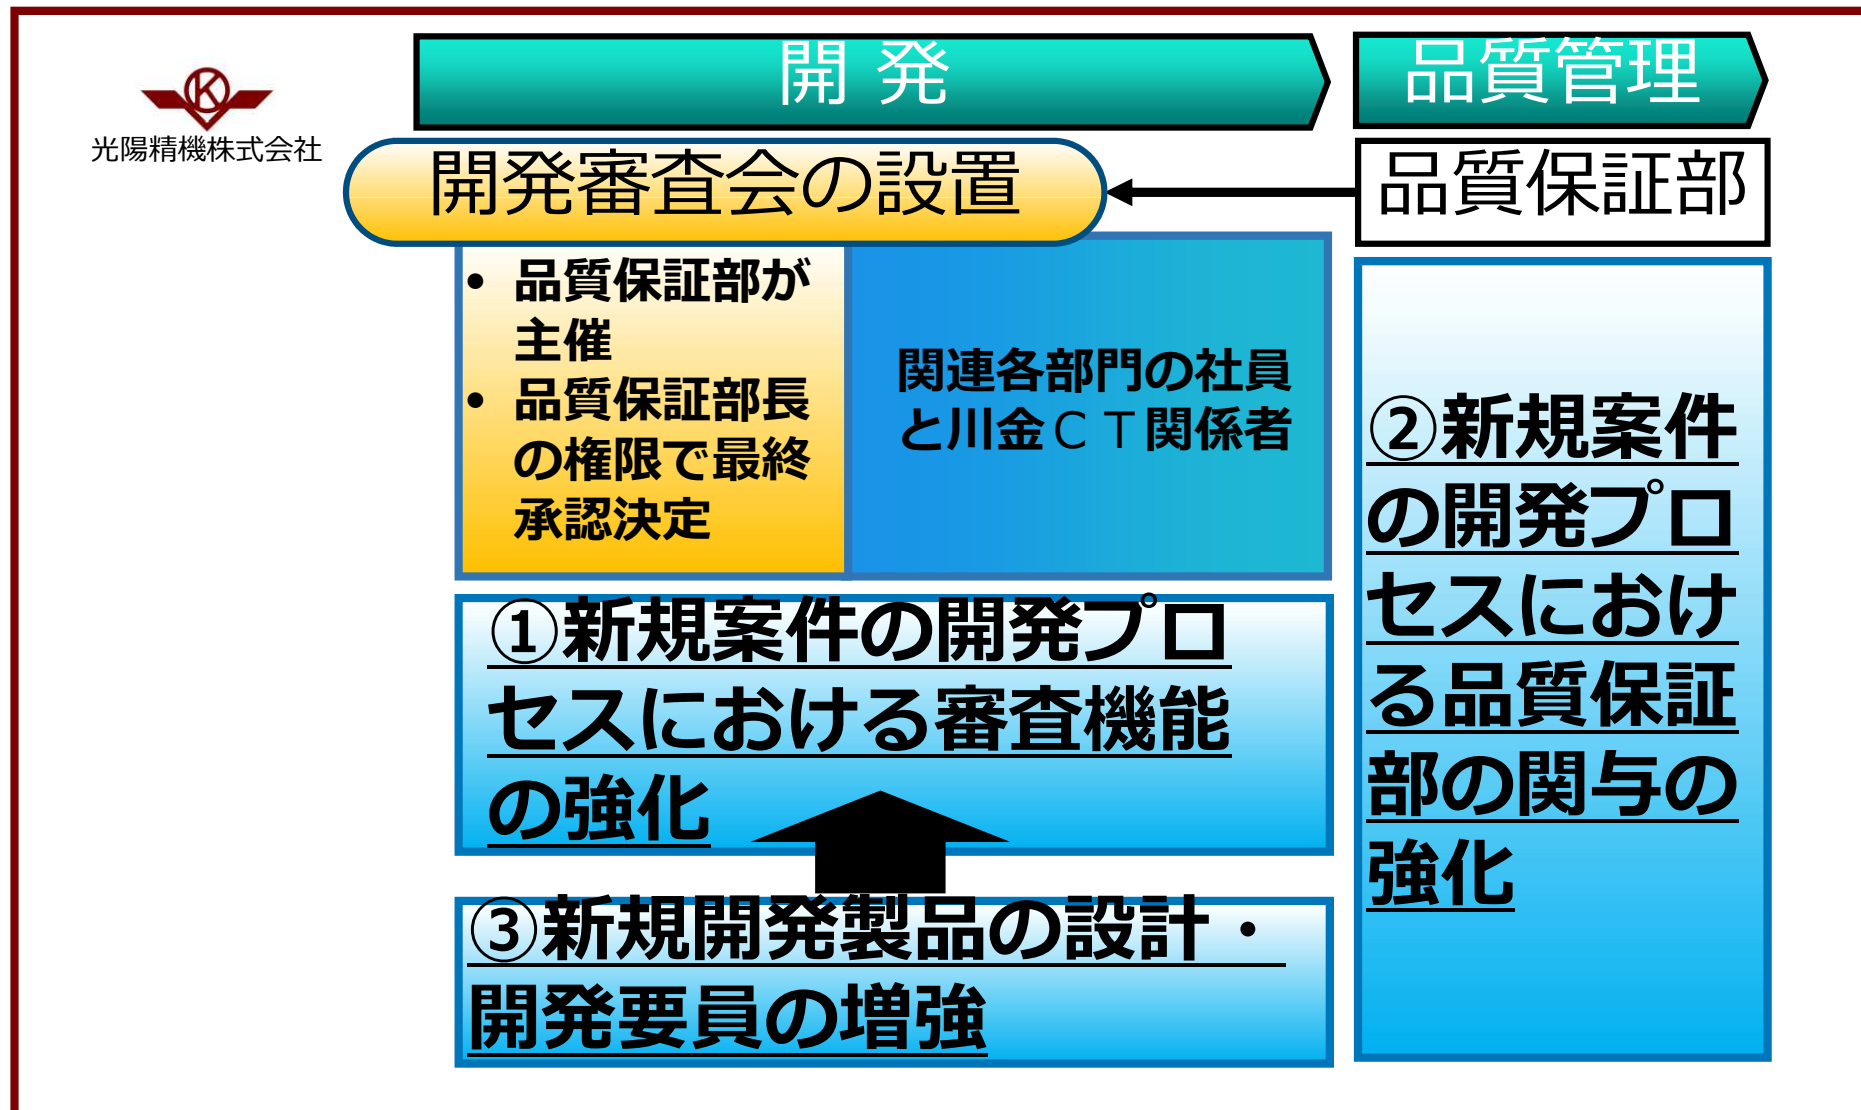 開 発
品質管理
光陽精機株式会社
開発審査会の設置
品質保証部
• 品質保証部が
主催
• 品質保証部長
の権限で最終
承認決定
関連各部門の社員
と川金ＣＴ関係者
①新規案件の開発プロ
セスにおける審査機能
の強化
③新規開発製品の設計・
開発要員の増強
②新規案件
の開発プロ
セスにおけ
る品質保証
部の関与の
強化